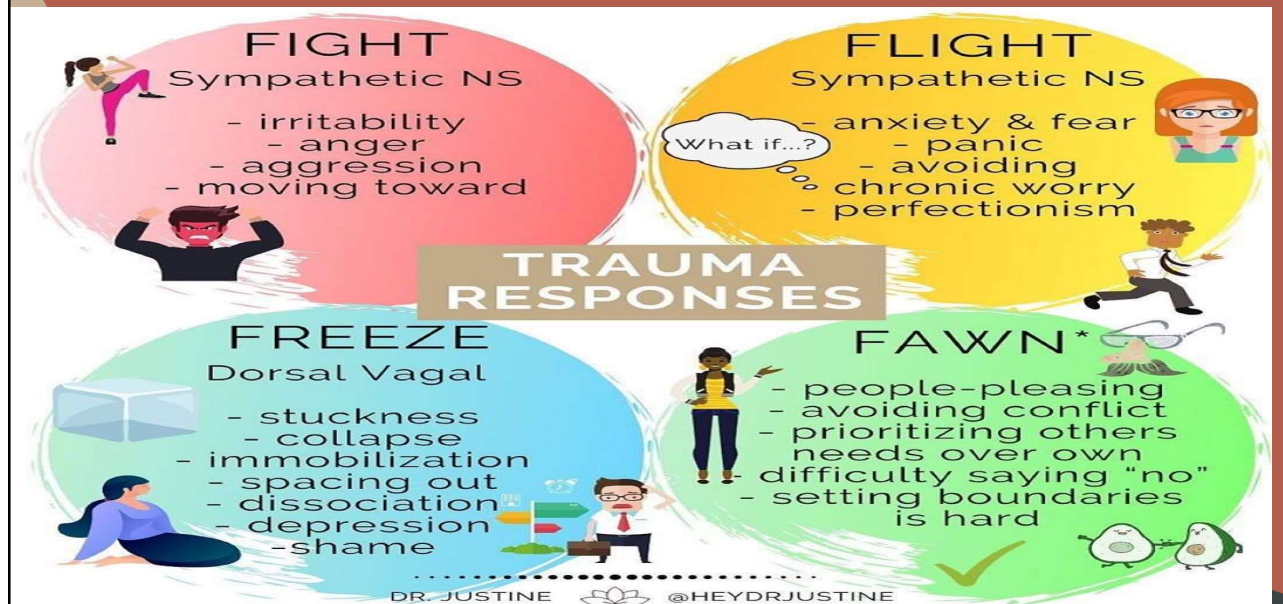 FIGHT
Sympathetic NS
- irritability
- anger
- aggression
- moving toward
FLIGHT
Sympathetic NS
What if...?
- anxiety & fear
- panic
- avoiding
- chronic worry
- perfectionism
TRAUMA
RESPONSES
FREEZE
Dorsal Vagal
- stuckness
- collapse
- immobilization
- spacing out
- dissociation
- depression
-shame
FAWN*
- people-pleasing
- avoiding conflict
- prioritizing others
needs over own
- difficulty saying “no”
- setting boundaries
is hard
DR. JUSTINE @HEYDRJUSTINE